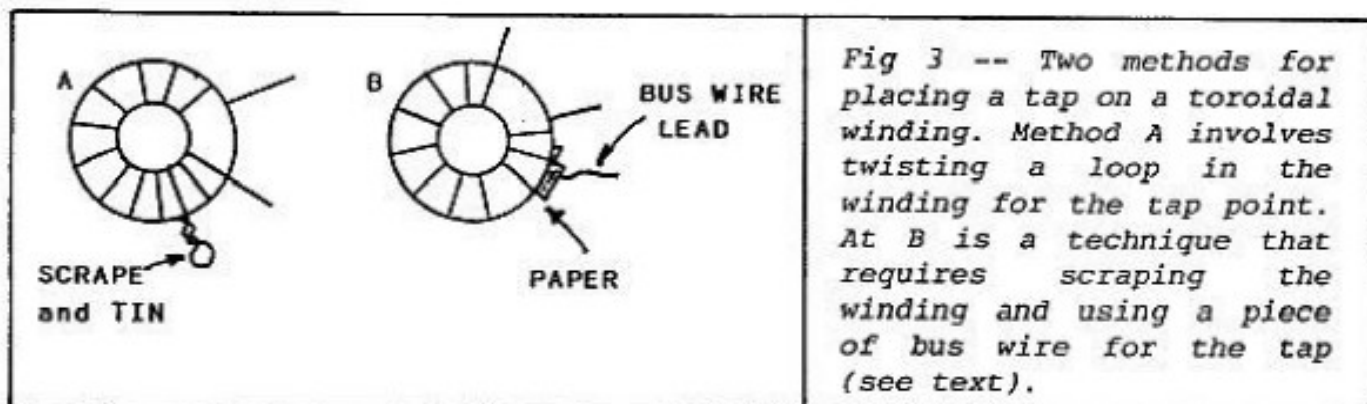 A
SCRAPE
and TIN
B
BUS WIRE
LEAD
PAPER
Fig 3 -- Two methods for
placing a tap on a toroidal
winding. Method A involves
twisting a loop in the
winding for the tap point.
At B is a technique that
requires scraping the
winding and using a piece
of bus wire for the tap
(see text).